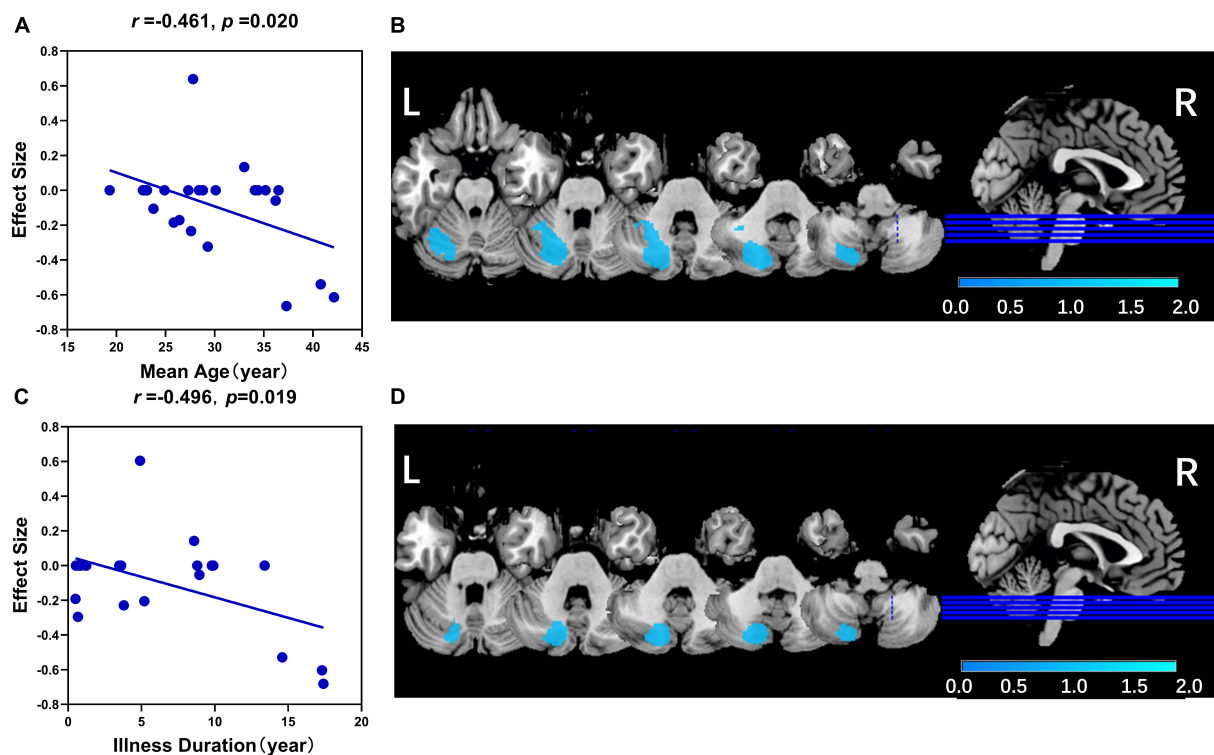 A
r =-0.461, p =0.020
Effect Size
0.8
0.6
0.4
0.2
0.0
-0.2
-0.4
-0.6
-0.8
15 20 25 30 35 40 45
Mean Age（year）
B
L R
0.0 0.5 1.0 1.5 2.0
C
r =-0.496, p=0.019
Effect Size
0.8
0.6
0.4
0.2
0.0
-0.2
-0.4
-0.6
-0.8
0 5 10 15 20
Illness Duration（year）
D
L R
0.0 0.5 1.0 1.5 2.0